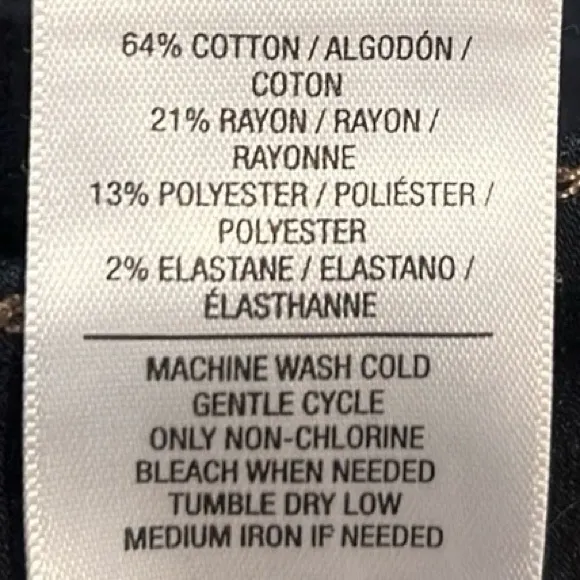 64% COTTON / ALGODÓN /
COTON
21% RAYON / RAYON /
RAYONNE
13% POLYESTER / POLIÉSTER /
POLYESTER
2% ELASTANE / ELASTANO /
ÉLASTHANNE
MACHINE WASH COLD
GENTLE CYCLE
ONLY NON-CHLORINE
BLEACH WHEN NEEDED
TUMBLE DRY LOW
MEDIUM IRON IF NEEDED